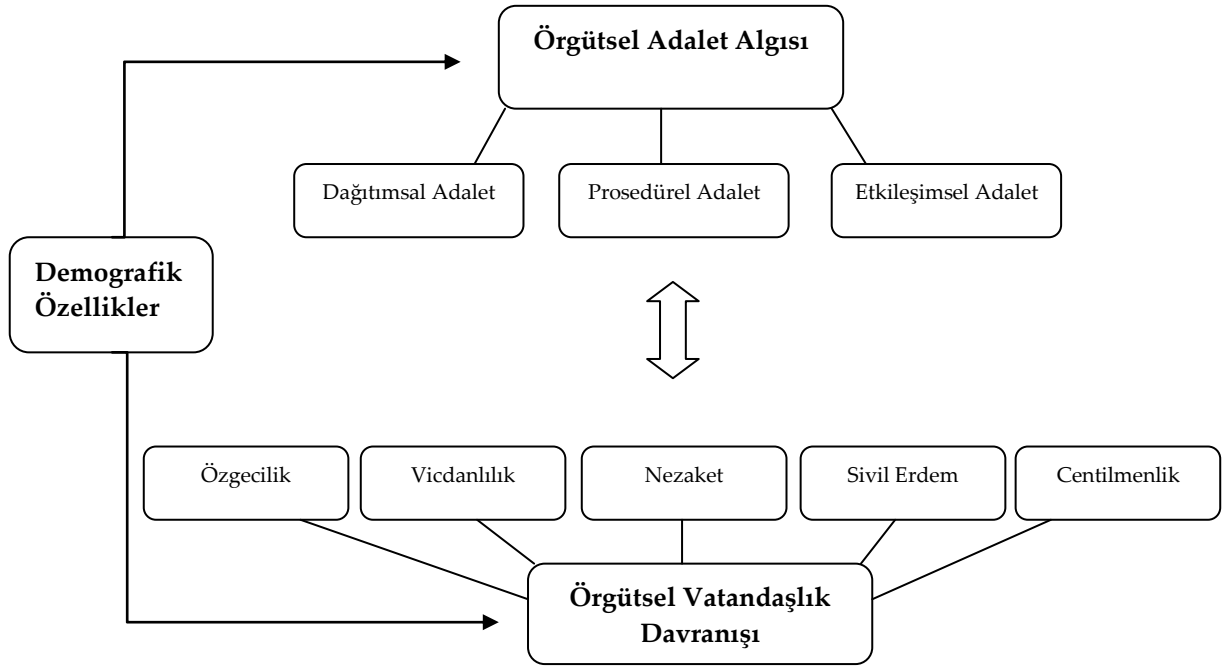 Örgütsel Adalet Algısı
Dağıtımsal Adalet
Prosedürel Adalet
Etkileşimsel Adalet
Demografik
Özellikler
Özgecilik
Vicdanlılık
Nezaket
Sivil Erdem
Centilmenlik
Örgütsel Vatandaşlık
Davranışı